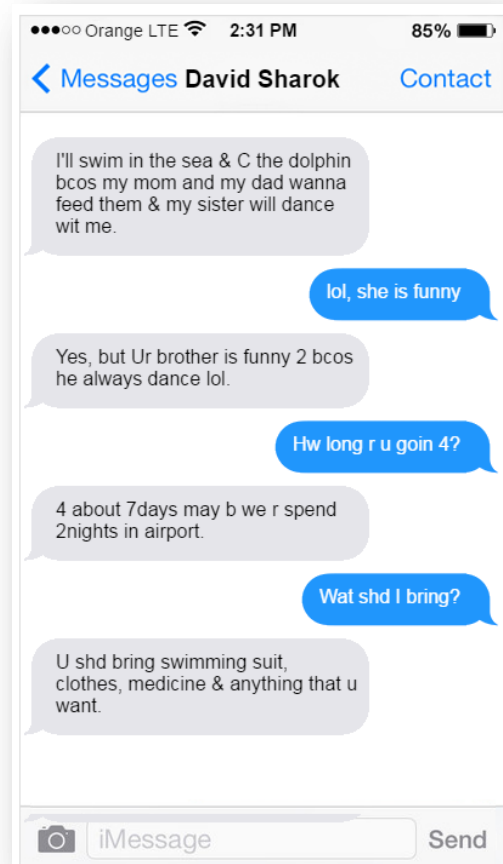 Orange LTE 2:31 PM 85%
Messages David Sharok Contact
I'll swim in the sea & C the dolphin
bcos my mom and my dad wanna
feed them & my sister will dance
wit me.
lol, she is funny
Yes, but Ur brother is funny 2 bcos
he always dance lol.
Hw long r u goin 4?
4 about 7days may b we r spend
2nights in airport.
Wat shd I bring?
U shd bring swimming suit,
clothes, medicine & anything that u
want.
iMessage Send